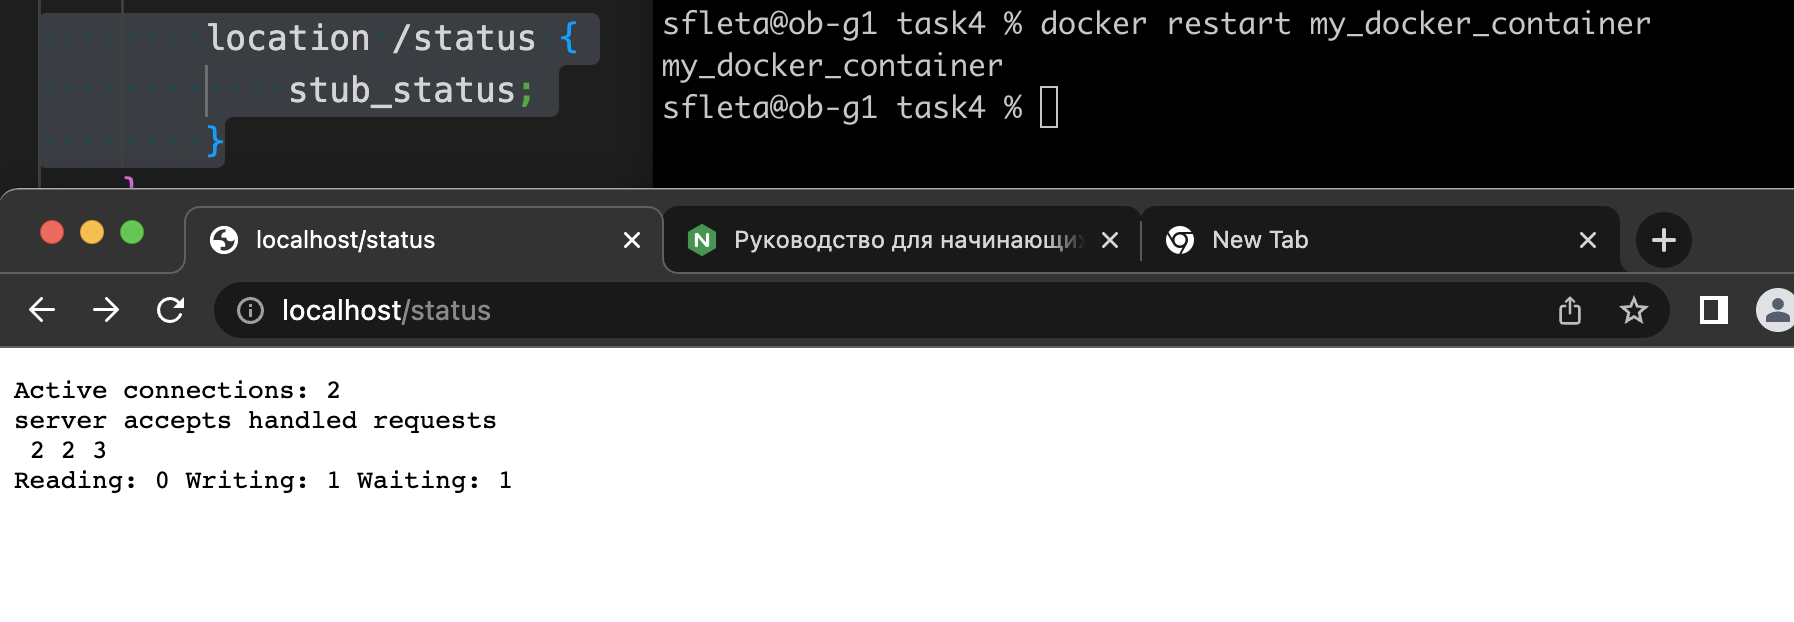 location /status {
stub_status;
}
}
sfleta@ob-g1 task4 % docker restart my_docker_container
my_docker_container
sfleta@ob-g1 task4 %
localhost/status
Руководство для начинающих
New Tab
localhost/status
Active connections: 2
server accepts handled requests
2 2 3
Reading: 0 Writing: 1 Waiting: 1